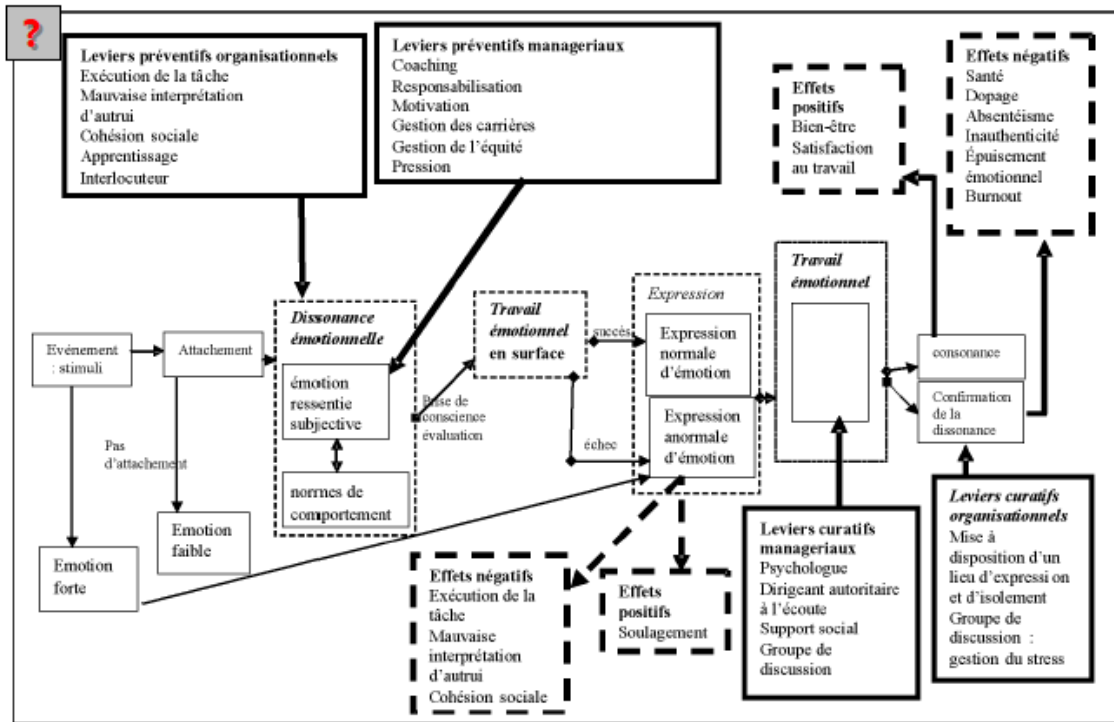 ?
Leviers préventifs organisationnels
Exécution de la tâche
Mauvaise interprétation
d'autrui
Cohésion sociale
Apprentissage
Interlocuteur
Leviers préventifs manageriaux
Coaching
Responsabilisation
Motivation
Gestion des carrières
Gestion de l'équité
Pression
Effets
positifs
Bien-être
Satisfaction
au travail
Effets négatifs
Santé
Dopage
Absentéisme
Inauthenticité
Épuisement
émotionnel
Burnout
Evénement
: stimuli
Attachement
Pas
d'attachement
Emotion
forte
Emotion
faible
Dissonance
émotionnelle
émotion
ressentie
subjective
normes de
comportement
Prise de
conscience
évaluation
Travail
émotionnel
en surface
succès
échec
Expression
Expression
normale
d'émotion
Expression
anormale
d'émotion
Travail
émotionnel
consonance
Confirmation
de la
dissonance
Effets négatifs
Exécution de la
tâche
Mauvaise
interprétation
d'autrui
Cohésion sociale
Effets
positifs
Soulagement
Leviers curatifs
manageriaux
Psychologue
Dirigeant autoritaire
à l'écoute
Support social
Groupe de
discussion
Leviers curatifs
organisationnels
Mise à
disposition d'un
lieu d'expression
et d'isolement
Groupe de
discussion :
gestion du stress